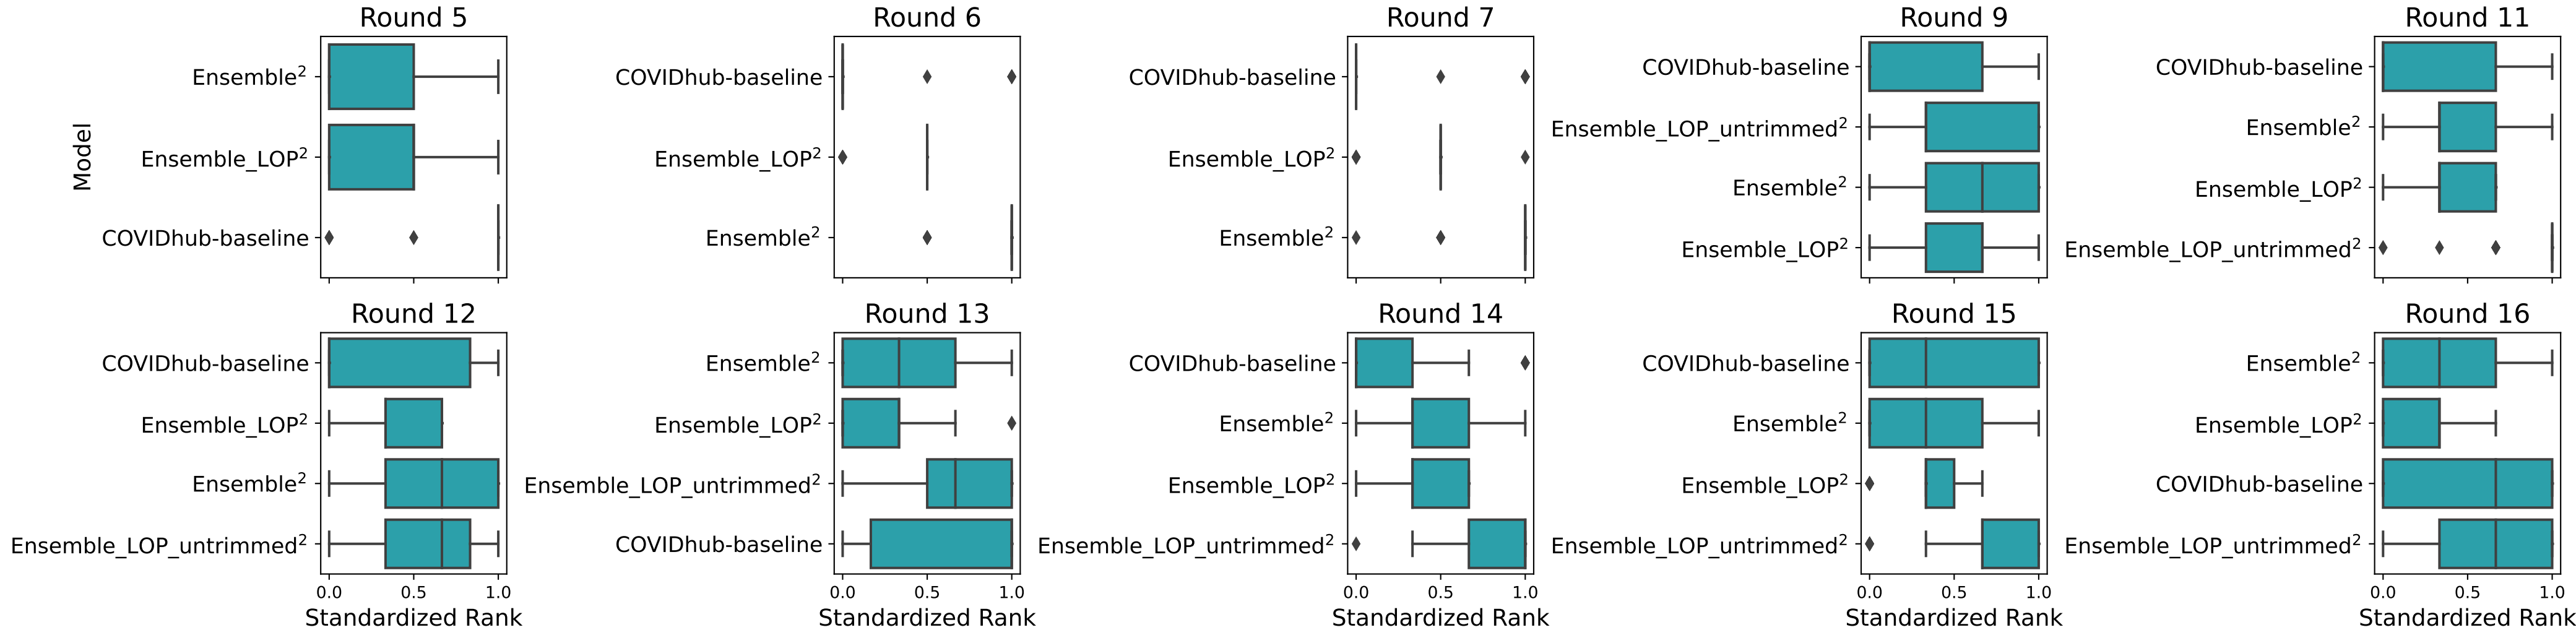 Round 5
Model
Ensemble²
Ensemble_LOP²
COVIDhub-baseline
Round 6
COVIDhub-baseline
Ensemble_LOP²
Ensemble²
Round 7
COVIDhub-baseline
Ensemble_LOP²
Ensemble²
Round 9
COVIDhub-baseline
Ensemble_LOP_untrimmed²
Ensemble²
Ensemble_LOP²
Round 11
COVIDhub-baseline
Ensemble²
Ensemble_LOP²
Ensemble_LOP_untrimmed²
Round 12
COVIDhub-baseline
Ensemble_LOP²
Ensemble²
Ensemble_LOP_untrimmed²
0.0 0.5 1.0
Standardized Rank
Round 13
Ensemble²
Ensemble_LOP²
Ensemble_LOP_untrimmed²
COVIDhub-baseline
0.0 0.5 1.0
Standardized Rank
Round 14
COVIDhub-baseline
Ensemble²
Ensemble_LOP²
Ensemble_LOP_untrimmed²
0.0 0.5 1.0
Standardized Rank
Round 15
COVIDhub-baseline
Ensemble²
Ensemble_LOP²
Ensemble_LOP_untrimmed²
0.0 0.5 1.0
Standardized Rank
Round 16
Ensemble²
Ensemble_LOP²
COVIDhub-baseline
Ensemble_LOP_untrimmed²
0.0 0.5 1.0
Standardized Rank